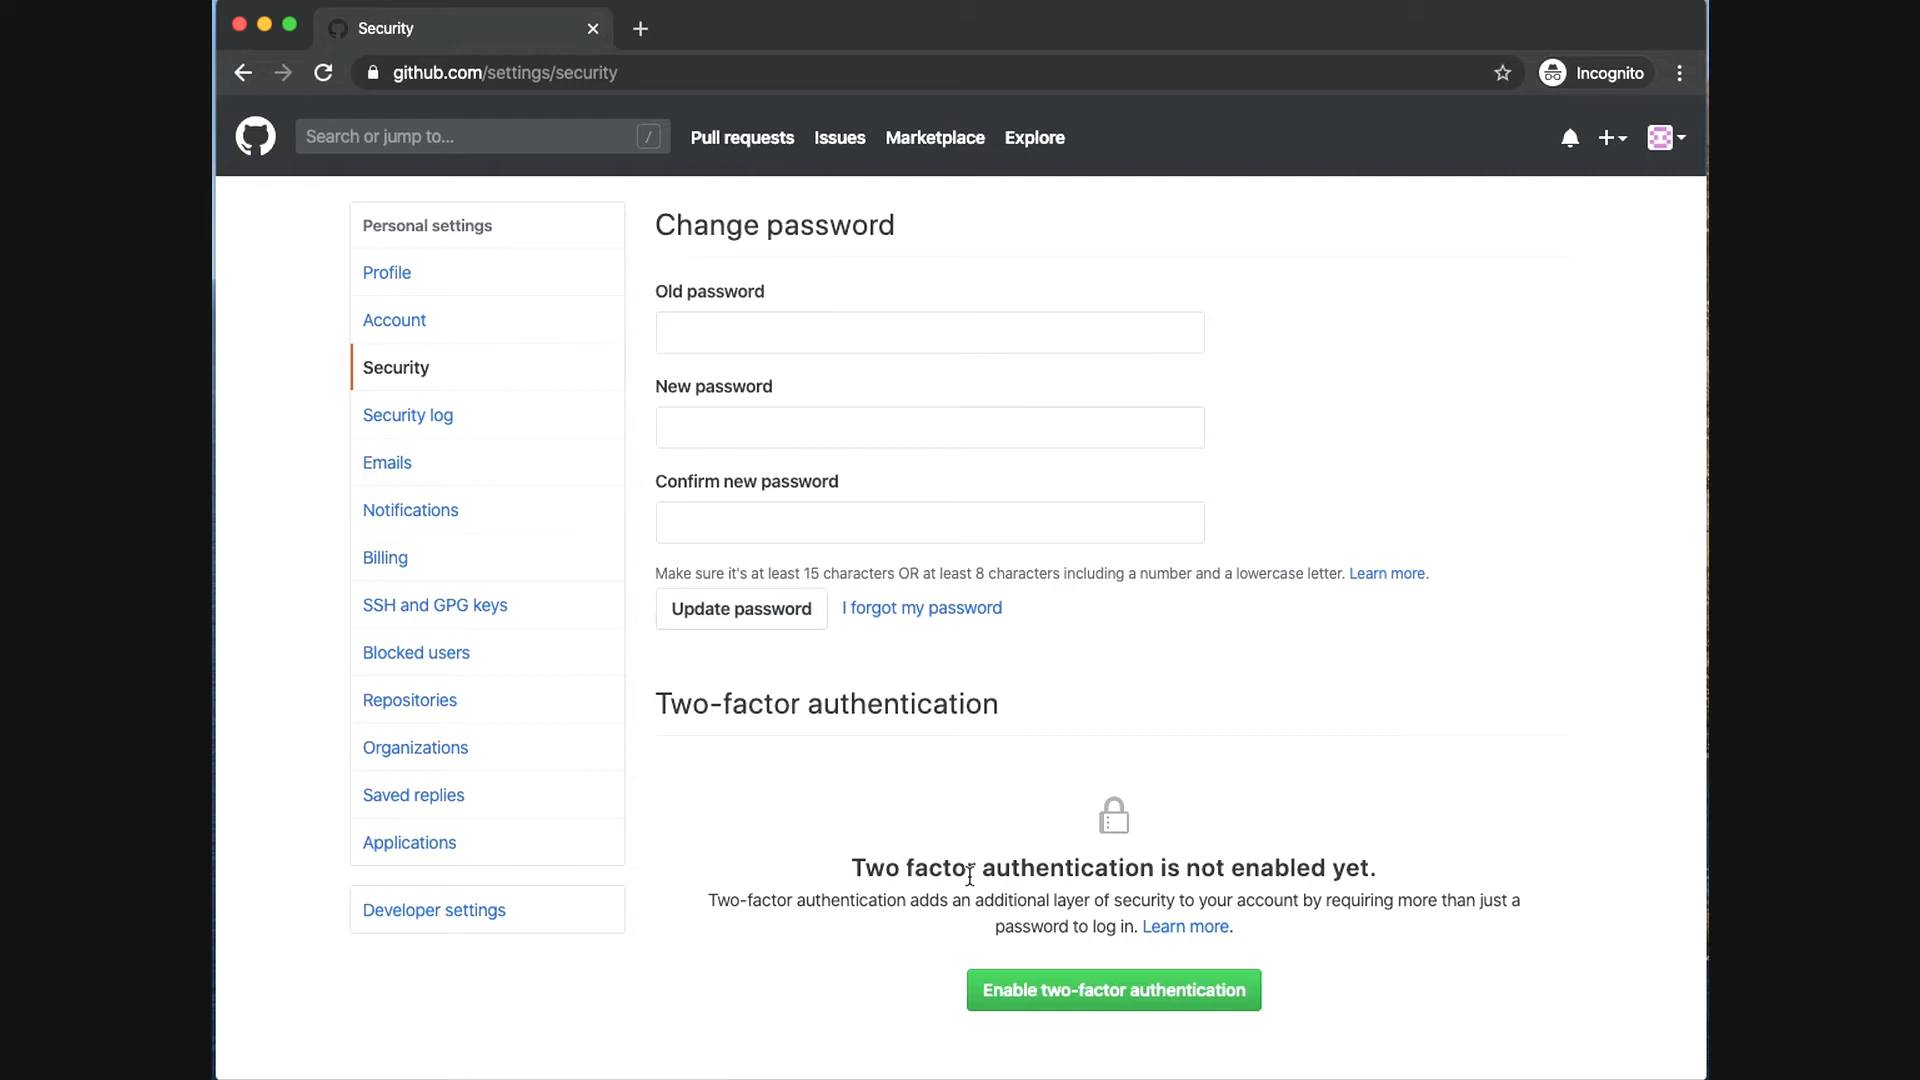 Security
github.com/settings/security
Incognito
Search or jump to...
/
Pull requests
Issues
Marketplace
Explore
Personal settings
Profile
Account
Security
Security log
Emails
Notifications
Billing
SSH and GPG keys
Blocked users
Repositories
Organizations
Saved replies
Applications
Developer settings
Change password
Old password
New password
Confirm new password
Make sure it's at least 15 characters OR at least 8 characters including a number and a lowercase letter. Learn more.
Update password
I forgot my password
Two-factor authentication
Two factor authentication is not enabled yet.
Two-factor authentication adds an additional layer of security to your account by requiring more than just a
password to log in. Learn more.
Enable two-factor authentication